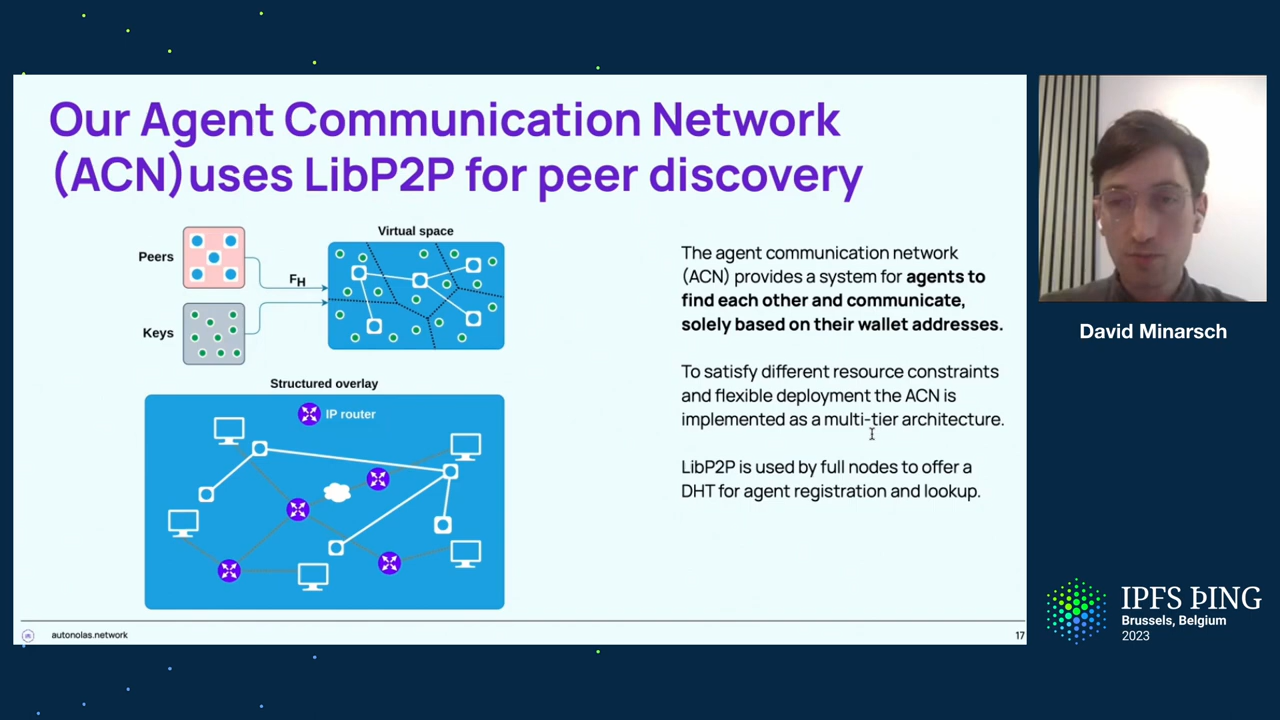 Our Agent Communication Network
(ACN)uses LibP2P for peer discovery
Peers
Keys
FH
Virtual space
Structured overlay
IP router
The agent communication network
(ACN) provides a system for agents to
find each other and communicate,
solely based on their wallet addresses.
To satisfy different resource constraints
and flexible deployment the ACN is
implemented as a multi-tier architecture.
LibP2P is used by full nodes to offer a
DHT for agent registration and lookup.
autonolas.network
17
David Minarsch
IPFS ÞING
Brussels, Belgium
2023